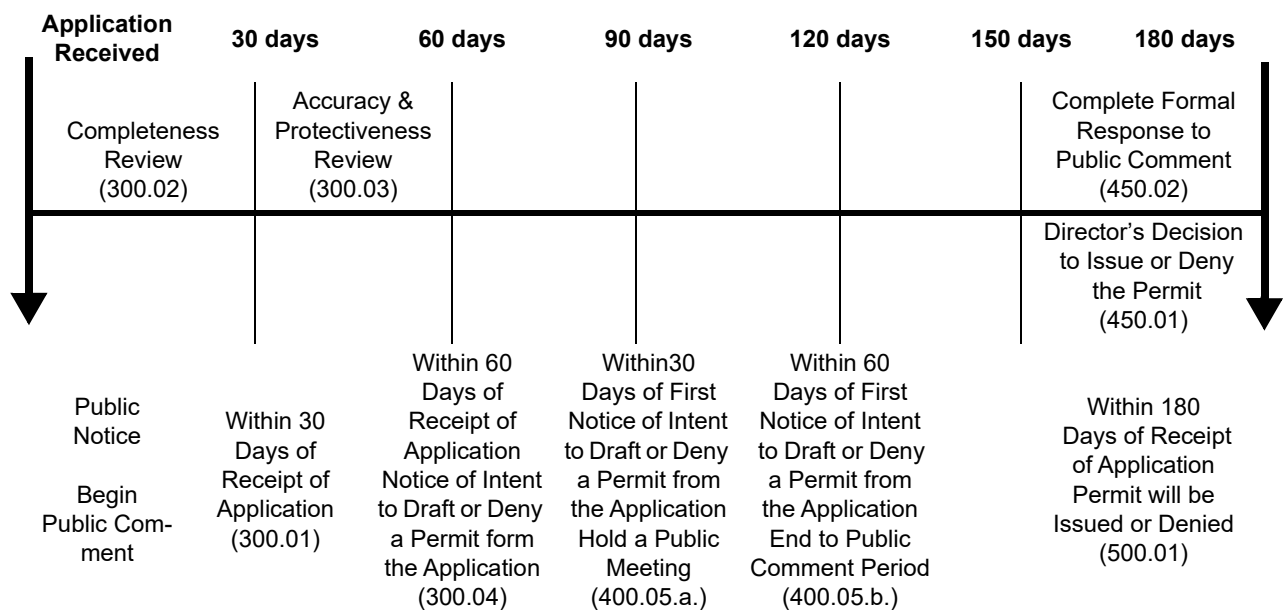 Application
Received
30 days
60 days
90 days
120 days
150 days
180 days
Completeness
Review
(300.02)
Accuracy &
Protectiveness
Review
(300.03)
Complete Formal
Response to
Public Comment
(450.02)
Director's Decision
to Issue or Deny
the Permit
(450.01)
Public
Notice
Begin
Public Com-
ment
Within 30
Days of
Receipt of
Application
(300.01)
Within 60
Days of
Receipt of
Application
Notice of Intent
to Draft or Deny
a Permit form
the Application
(300.04)
Within30
Days of First
Notice of Intent
to Draft or Deny
a Permit from
the Application
Hold a Public
Meeting
(400.05.a.)
Within 60
Days of First
Notice of Intent
to Draft or Deny
a Permit from
the Application
End to Public
Comment Period
(400.05.b.)
Within 180
Days of Receipt
of Application
Permit will be
Issued or Denied
(500.01)